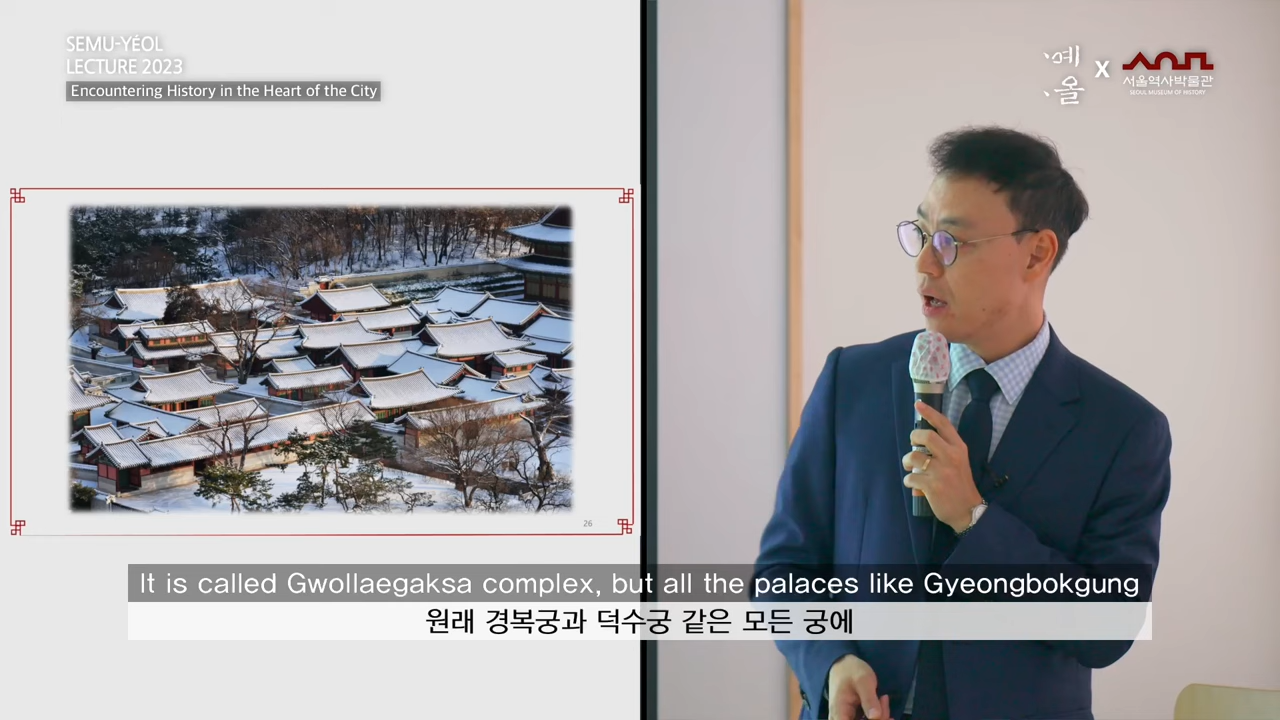 SEMU-YÉOL
LECTURE 2023
Encountering History in the Heart of the City
예올
X
서울역사박물관
SEOUL MUSEUM OF HISTORY
26
It is called Gwollaegaksa complex, but all the palaces like Gyeongbokgung
원래 경복궁과 덕수궁 같은 모든 궁에